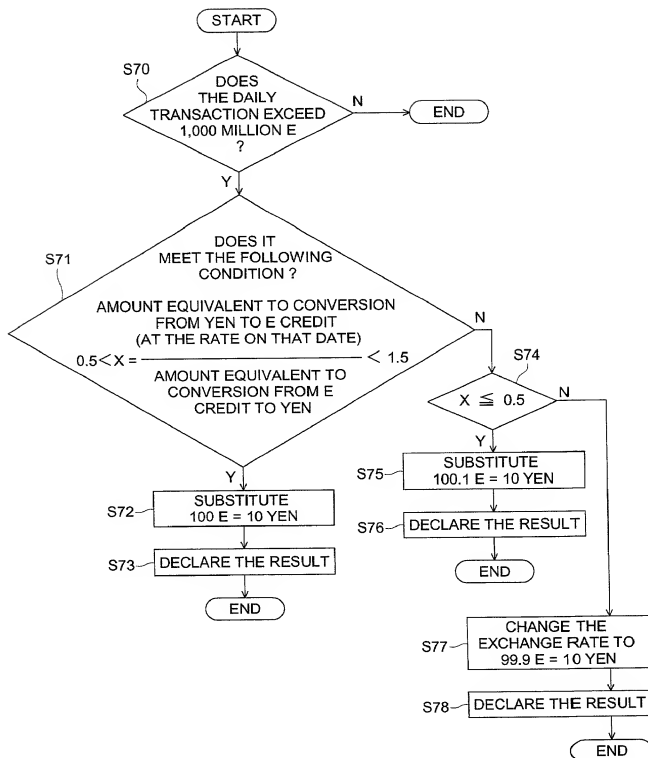 START
S70
DOES
THE DAILY
TRANSACTION EXCEED
1,000 MILLION E
?
N
END
Y
S71
DOES IT
MEET THE FOLLOWING
CONDITION ?
AMOUNT EQUIVALENT TO CONVERSION
FROM YEN TO E CREDIT
(AT THE RATE ON THAT DATE)
0.5 < X = < 1.5
AMOUNT EQUIVALENT TO
CONVERSION FROM E
CREDIT TO YEN
N
S74
X ≦ 0.5
N
Y
Y
S72
SUBSTITUTE
100 E = 10 YEN
S73
DECLARE THE RESULT
END
S75
SUBSTITUTE
100.1 E = 10 YEN
S76
DECLARE THE RESULT
END
S77
CHANGE THE
EXCHANGE RATE TO
99.9 E = 10 YEN
S78
DECLARE THE RESULT
END